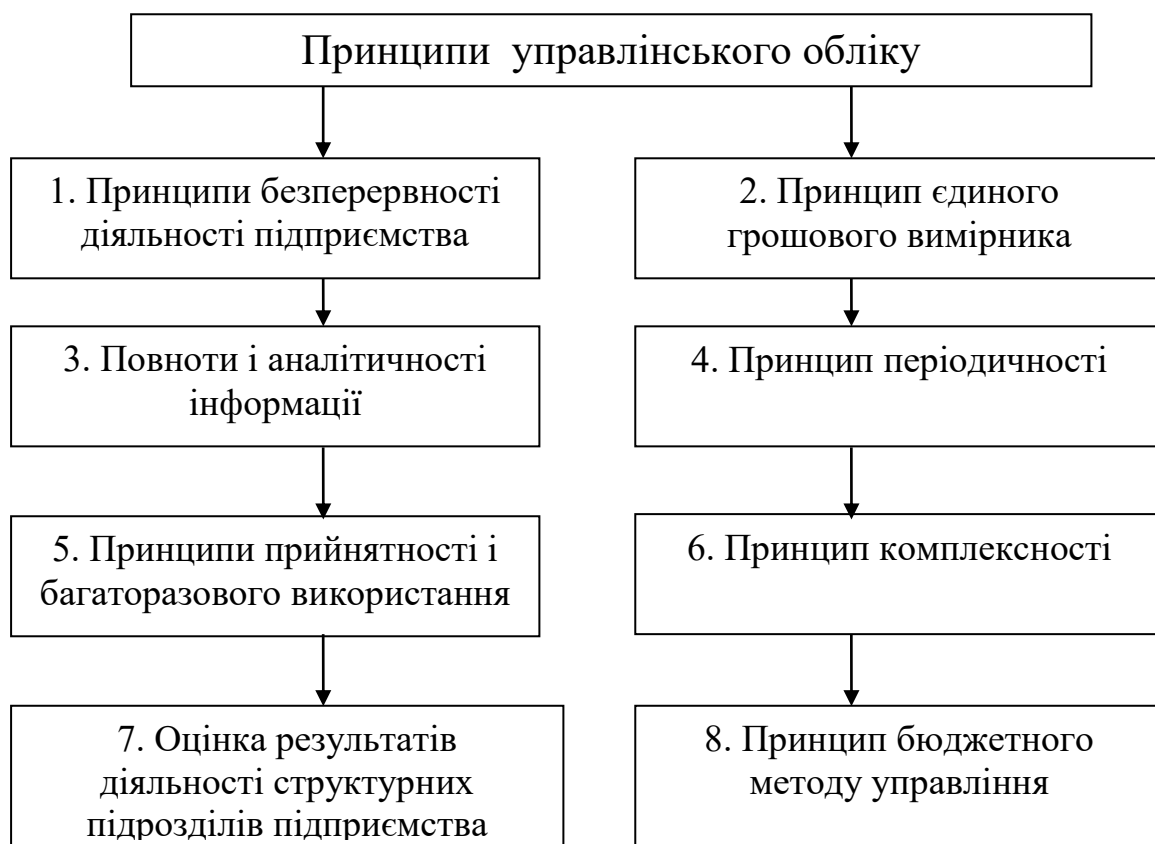 Принципи управлінського обліку
1. Принципи безперервності
діяльності підприємства
2. Принцип єдиного
грошового вимірника
3. Повноти і аналітичності
інформації
4. Принцип періодичності
5. Принципи прийнятності і
багаторазового використання
6. Принцип комплексності
7. Оцінка результатів
діяльності структурних
підрозділів підприємства
8. Принцип бюджетного
методу управління